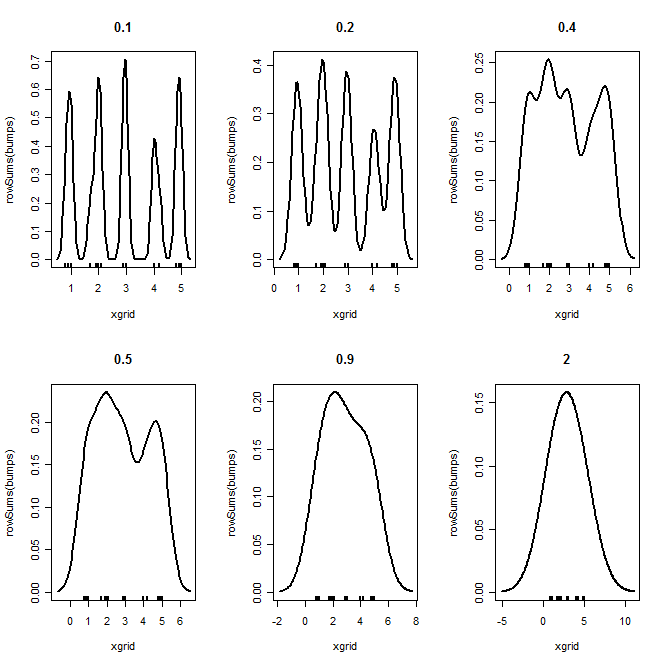 0.1
rowSums(bumps)
0.0 0.1 0.2 0.3 0.4 0.5 0.6 0.7
1 2 3 4 5
xgrid
0.2
rowSums(bumps)
0.0 0.1 0.2 0.3 0.4
0 1 2 3 4 5
xgrid
0.4
rowSums(bumps)
0.00 0.05 0.10 0.15 0.20 0.25
0 1 2 3 4 5 6
xgrid
0.5
rowSums(bumps)
0.00 0.05 0.10 0.15 0.20
0 1 2 3 4 5 6
xgrid
0.9
rowSums(bumps)
0.00 0.05 0.10 0.15 0.20
-2 0 2 4 6 8
xgrid
2
rowSums(bumps)
0.00 0.05 0.10 0.15
-5 0 5 10
xgrid